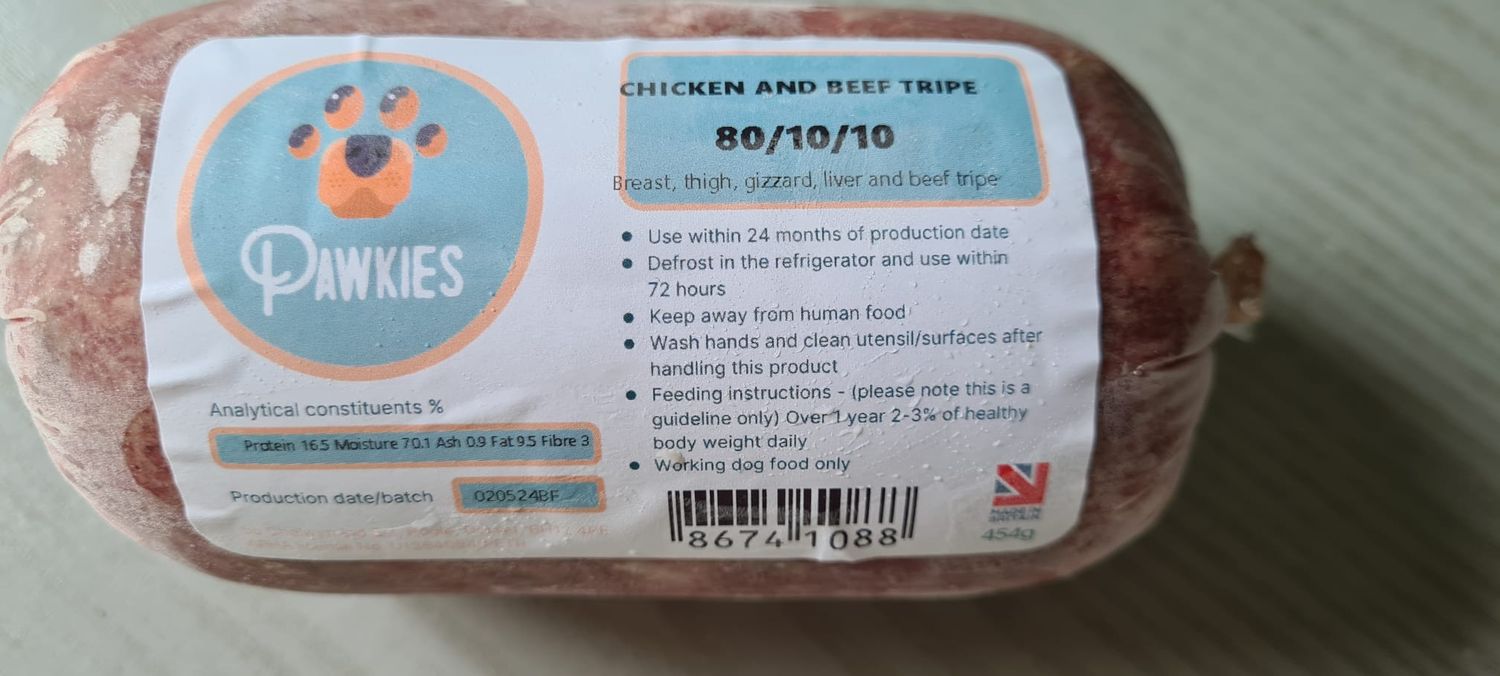 PAWKIES
CHICKEN AND BEEF TRIPE
80/10/10
Breast, thigh, gizzard, liver and beef tripe
• Use within 24 months of production date
• Defrost in the refrigerator and use within
72 hours
• Keep away from human food
• Wash hands and clean utensil/surfaces after
handling this product
• Feeding instructions - (please note this is a
guideline only) Over 1 year 2-3% of healthy
body weight daily
• Working dog food only
Analytical constituents %
Protein 16.5 Moisture 70.1 Ash 0.9 Fat 9.5 Fibre 3
Production date/batch 020524BF
8674 1088
MADE IN
BRITAIN
454g